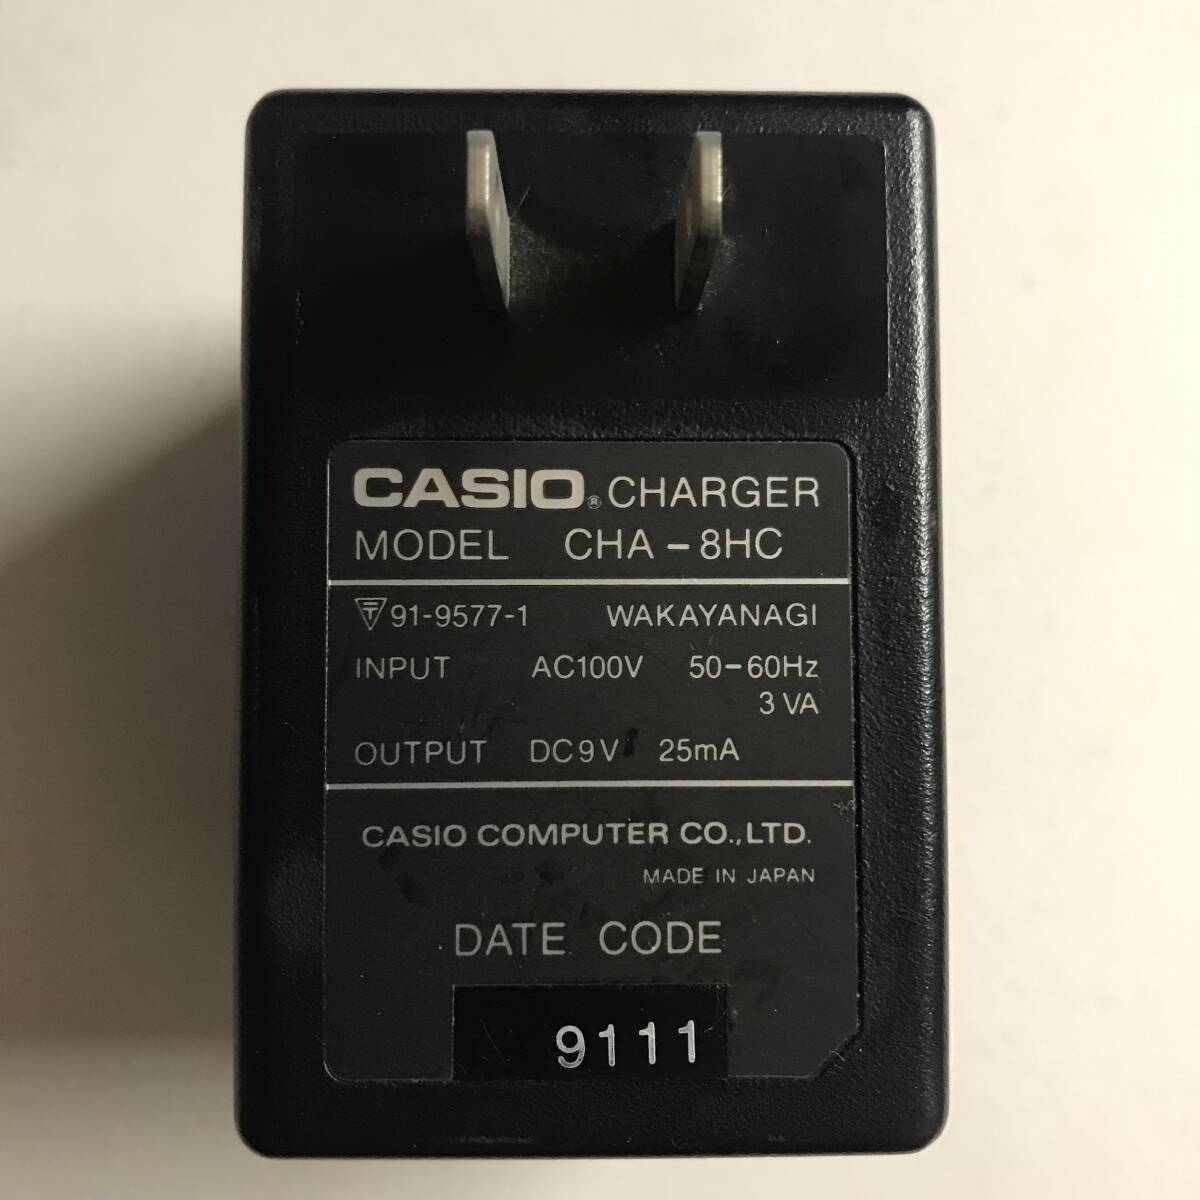 CASIO® CHARGER
MODEL CHA-8HC
〒 91-9577-1 WAKAYANAGI
INPUT AC100V 50-60Hz
3 VA
OUTPUT DC9V 25mA
CASIO COMPUTER CO.,LTD.
MADE IN JAPAN
DATE CODE
9111